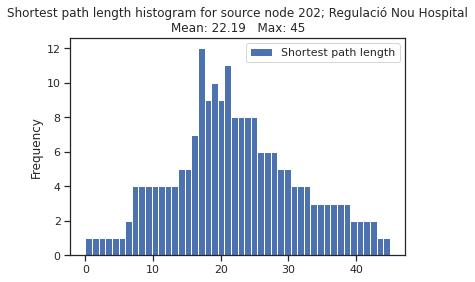 Shortest path length histogram for source node 202; Regulació Nou Hospital
Mean: 22.19   Max: 45
Shortest path length
Frequency
12
10
8
6
4
2
0
0 10 20 30 40